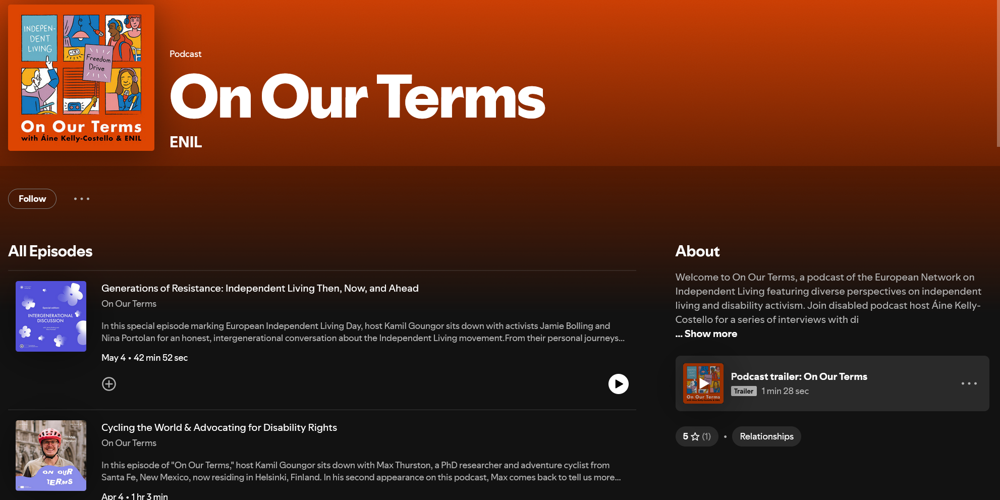 INDEPEN-
DENT
LIVING
Freedom
Drive
On Our Terms
with Áine Kelly-Costello & ENIL
Podcast
On Our Terms
ENIL
Follow
All Episodes
Special edition:
INTERGENERATIONAL
DISCUSSION
Generations of Resistance: Independent Living Then, Now, and Ahead
On Our Terms
In this special episode marking European Independent Living Day, host Kamil Goungor sits down with activists Jamie Bolling and
Nina Portolan for an honest, intergenerational conversation about the Independent Living movement.From their personal journeys...
May 4 • 42 min 52 sec
Max
Thurston
ON OUR
TERMS
Cycling the World & Advocating for Disability Rights
On Our Terms
In this episode of "On Our Terms," host Kamil Goungor sits down with Max Thurston, a PhD researcher and adventure cyclist from
Santa Fe, New Mexico, now residing in Helsinki, Finland. In his second appearance on this podcast, Max comes back to tell us more...
Apr 4 • 1 hr 3 min
About
Welcome to On Our Terms, a podcast of the European Network on
Independent Living featuring diverse perspectives on independent
living and disability activism. Join disabled podcast host Áine Kelly-
Costello for a series of interviews with di
... Show more
On Our Terms
Podcast trailer: On Our Terms
Trailer 1 min 28 sec
5 (1) • Relationships